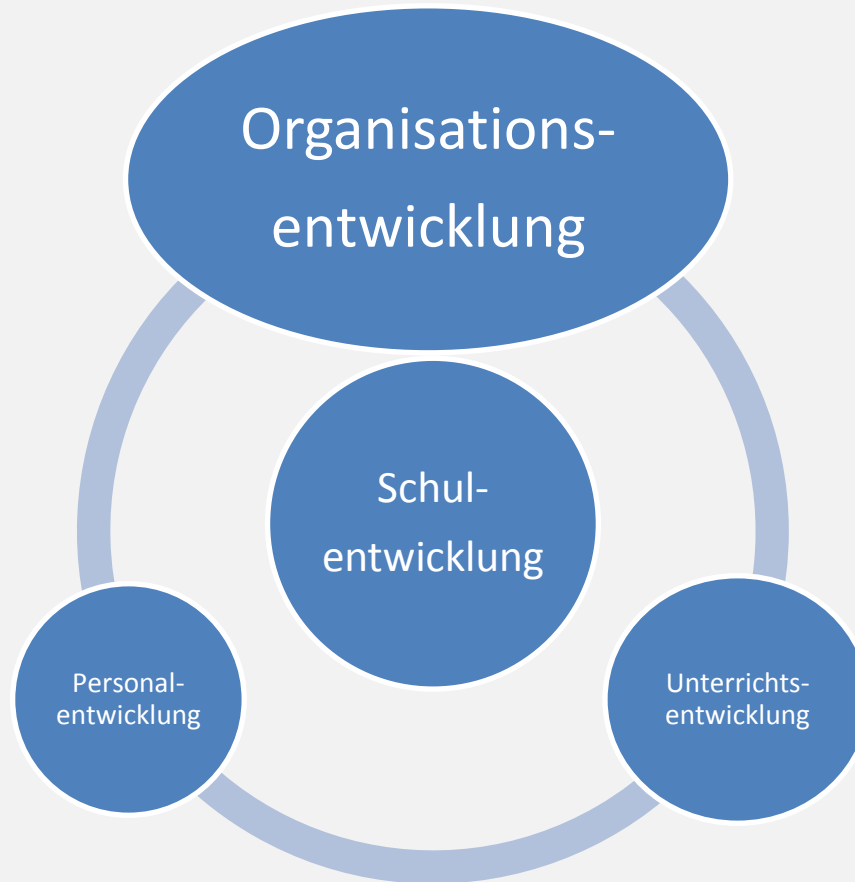 Organisations-
entwicklung
Schul-
entwicklung
Personal-
entwicklung
Unterrichts-
entwicklung